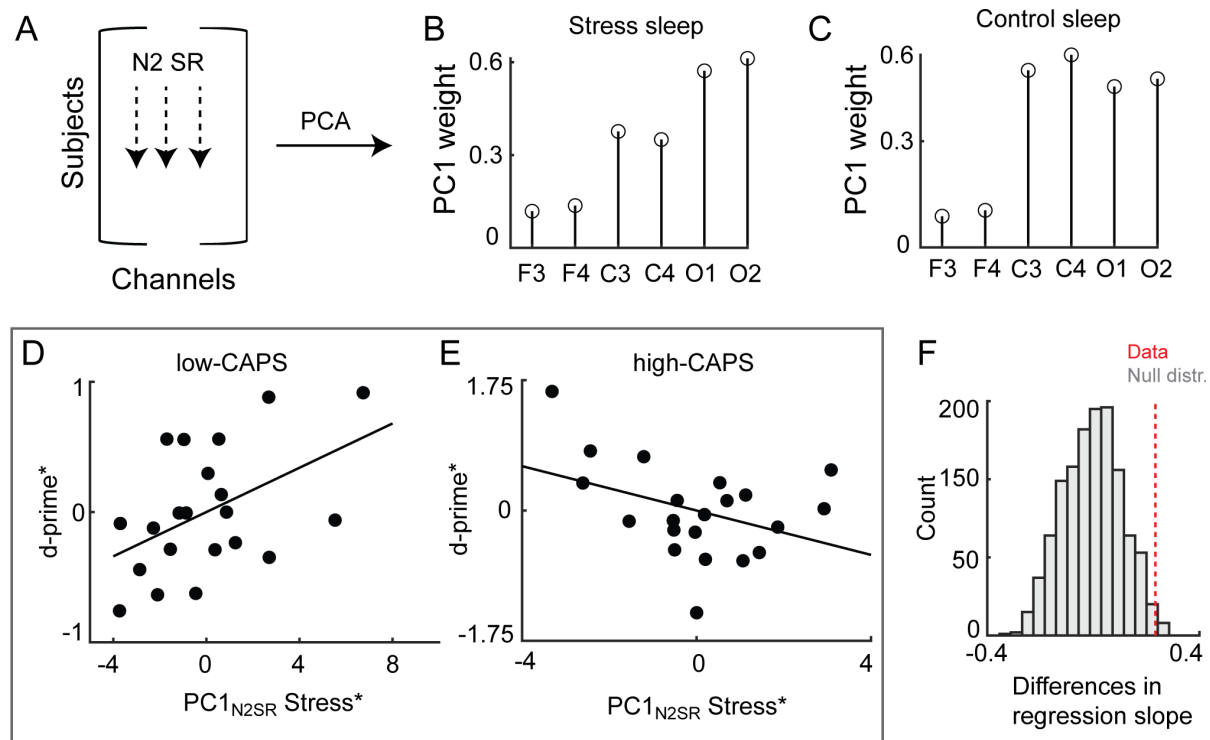 A
N2 SR
Subjects
Channels
PCA
B
Stress sleep
PC1 weight
0.6
0.3
0
F3 F4 C3 C4 O1 O2
C
Control sleep
PC1 weight
0.6
0.3
0
F3 F4 C3 C4 O1 O2
D
low-CAPS
d-prime*
1
0
-1
-4 0 4 8
PC1N2SR Stress*
E
high-CAPS
d-prime*
1.75
0
-1.75
-4 0 4
PC1N2SR Stress*
F
Data
Null distr.
Count
200
150
50
0
-0.4 0.4
Differences in
regression slope